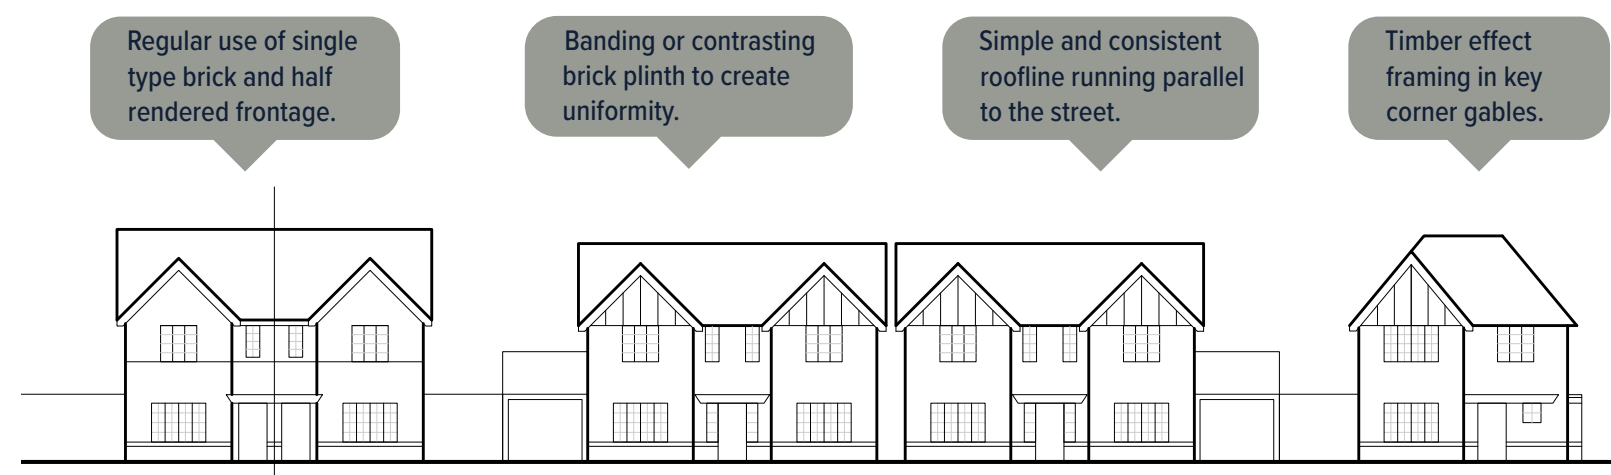 Regular use of single
type brick and half
rendered frontage.
Banding or contrasting
brick plinth to create
uniformity.
Simple and consistent
roofline running parallel
to the street.
Timber effect
framing in key
corner gables.